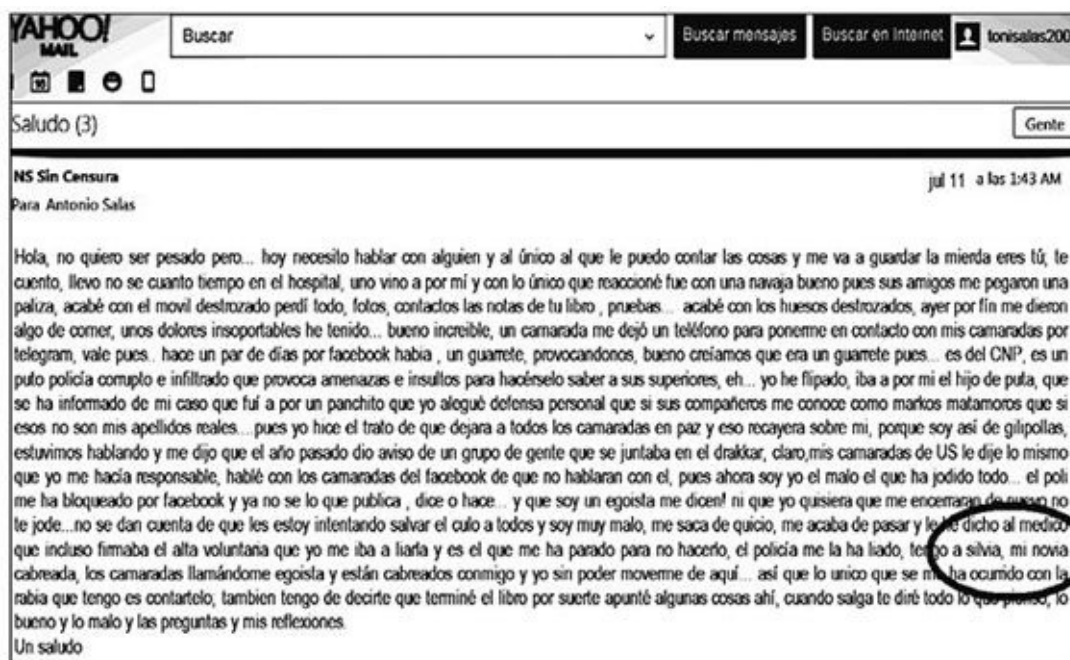 YAHOO!
MAIL
Buscar
Buscar mensajes
Buscar en Internet
tonisalas200
Saludo (3)
Gente
NS Sin Censura
jul 11 a las 1:43 AM
Para Antonio Salas
Hola, no quiero ser pesado pero... hoy necesito hablar con alguien y al único al que le puedo contar las cosas y me va a guardar la mierda eres tú; te
cuento, llevo no se cuanto tiempo en el hospital, uno vino a por mí y con lo único que reaccioné fue con una navaja bueno pues sus amigos me pegaron una
paliza, acabé con el movil destrozado perdí todo, fotos, contactos las notas de tu libro , pruebas... acabé con los huesos destrozados, ayer por fín me dieron
algo de comer, unos dolores insoportables he tenido... bueno increible, un camarada me dejó un teléfono para ponerme en contacto con mis camaradas por
telegram, vale pues.. hace un par de días por facebook habia , un guarrete, provocandonos, bueno creíamos que era un guarrete pues... es del CNP, es un
puto policía corrupto e infiltrado que provoca amenazas e insultos para hacérselo saber a sus superiores, eh... yo he flipado, iba a por mi el hijo de puta, que
se ha informado de mi caso que fuí a por un panchito que yo alegué defensa personal que si sus compañeros me conoce como markos matamoros que si
esos no son mis apellidos reales....pues yo hice el trato de que dejara a todos los camaradas en paz y eso recayera sobre mi, porque soy así de gilipollas,
estuvimos hablando y me dijo que el año pasado dio aviso de un grupo de gente que se juntaba en el drakkar, claro,mis camaradas de US le dije lo mismo
que yo me hacía responsable, hablé con los camaradas del facebook de que no hablaran con el, pues ahora soy yo el malo el que ha jodido todo... el poli
me ha bloqueado por facebook y ya no se lo que publica , dice o hace... y que soy un egoista me dicen! ni que yo quisiera que me encerraran de nuevo no
te jode...no se dan cuenta de que les estoy intentando salvar el culo a todos y soy muy malo, me saca de quicio, me acaba de pasar y le he dicho al medico
que incluso firmaba el alta voluntaria que yo me iba a liarla y es el que me ha parado para no hacerlo, el policía me la ha liado, tengo a silvia, mi novia
cabreada, los camaradas llamándome egoista y están cabreados conmigo y yo sin poder moverme de aquí... así que lo unico que se me ha ocurrido con la
rabia que tengo es contartelo, tambien tengo de decirte que terminé el libro por suerte apunté algunas cosas ahí, cuando salga te diré todo lo que pienso, lo
bueno y lo malo y las preguntas y mis reflexiones.
Un saludo